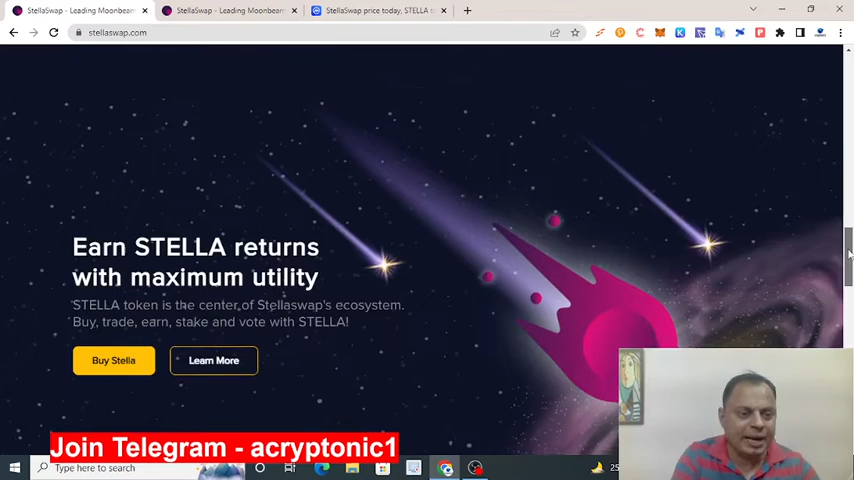 StellaSwap - Leading Moonbeam
StellaSwap - Leading Moonbeam
StellaSwap price today, STELLA t
stellaswap.com
Earn STELLA returns
with maximum utility
STELLA token is the center of Stellaswap's ecosystem.
Buy, trade, earn, stake and vote with STELLA!
Buy Stella
Learn More
Join Telegram - acryptonic1
Type here to search